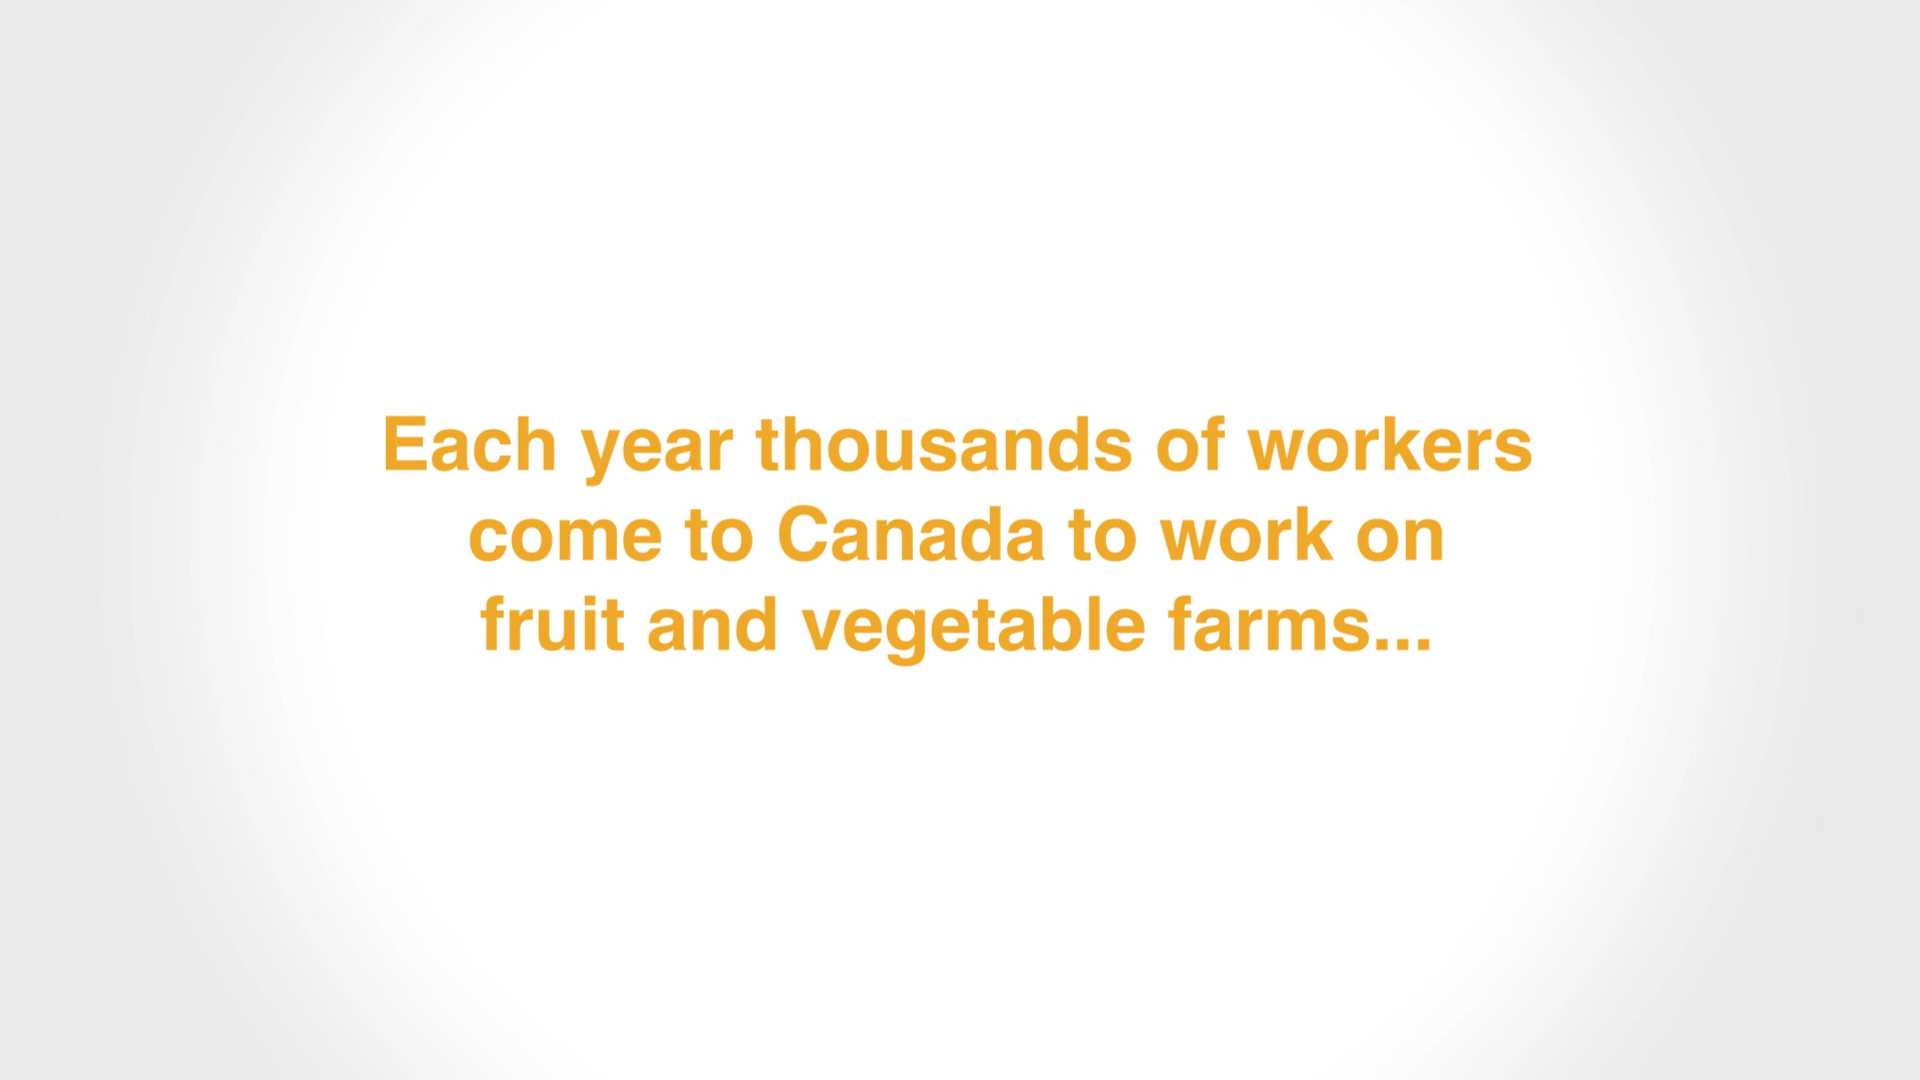 Each year thousands of workers
come to Canada to work on
fruit and vegetable farms...